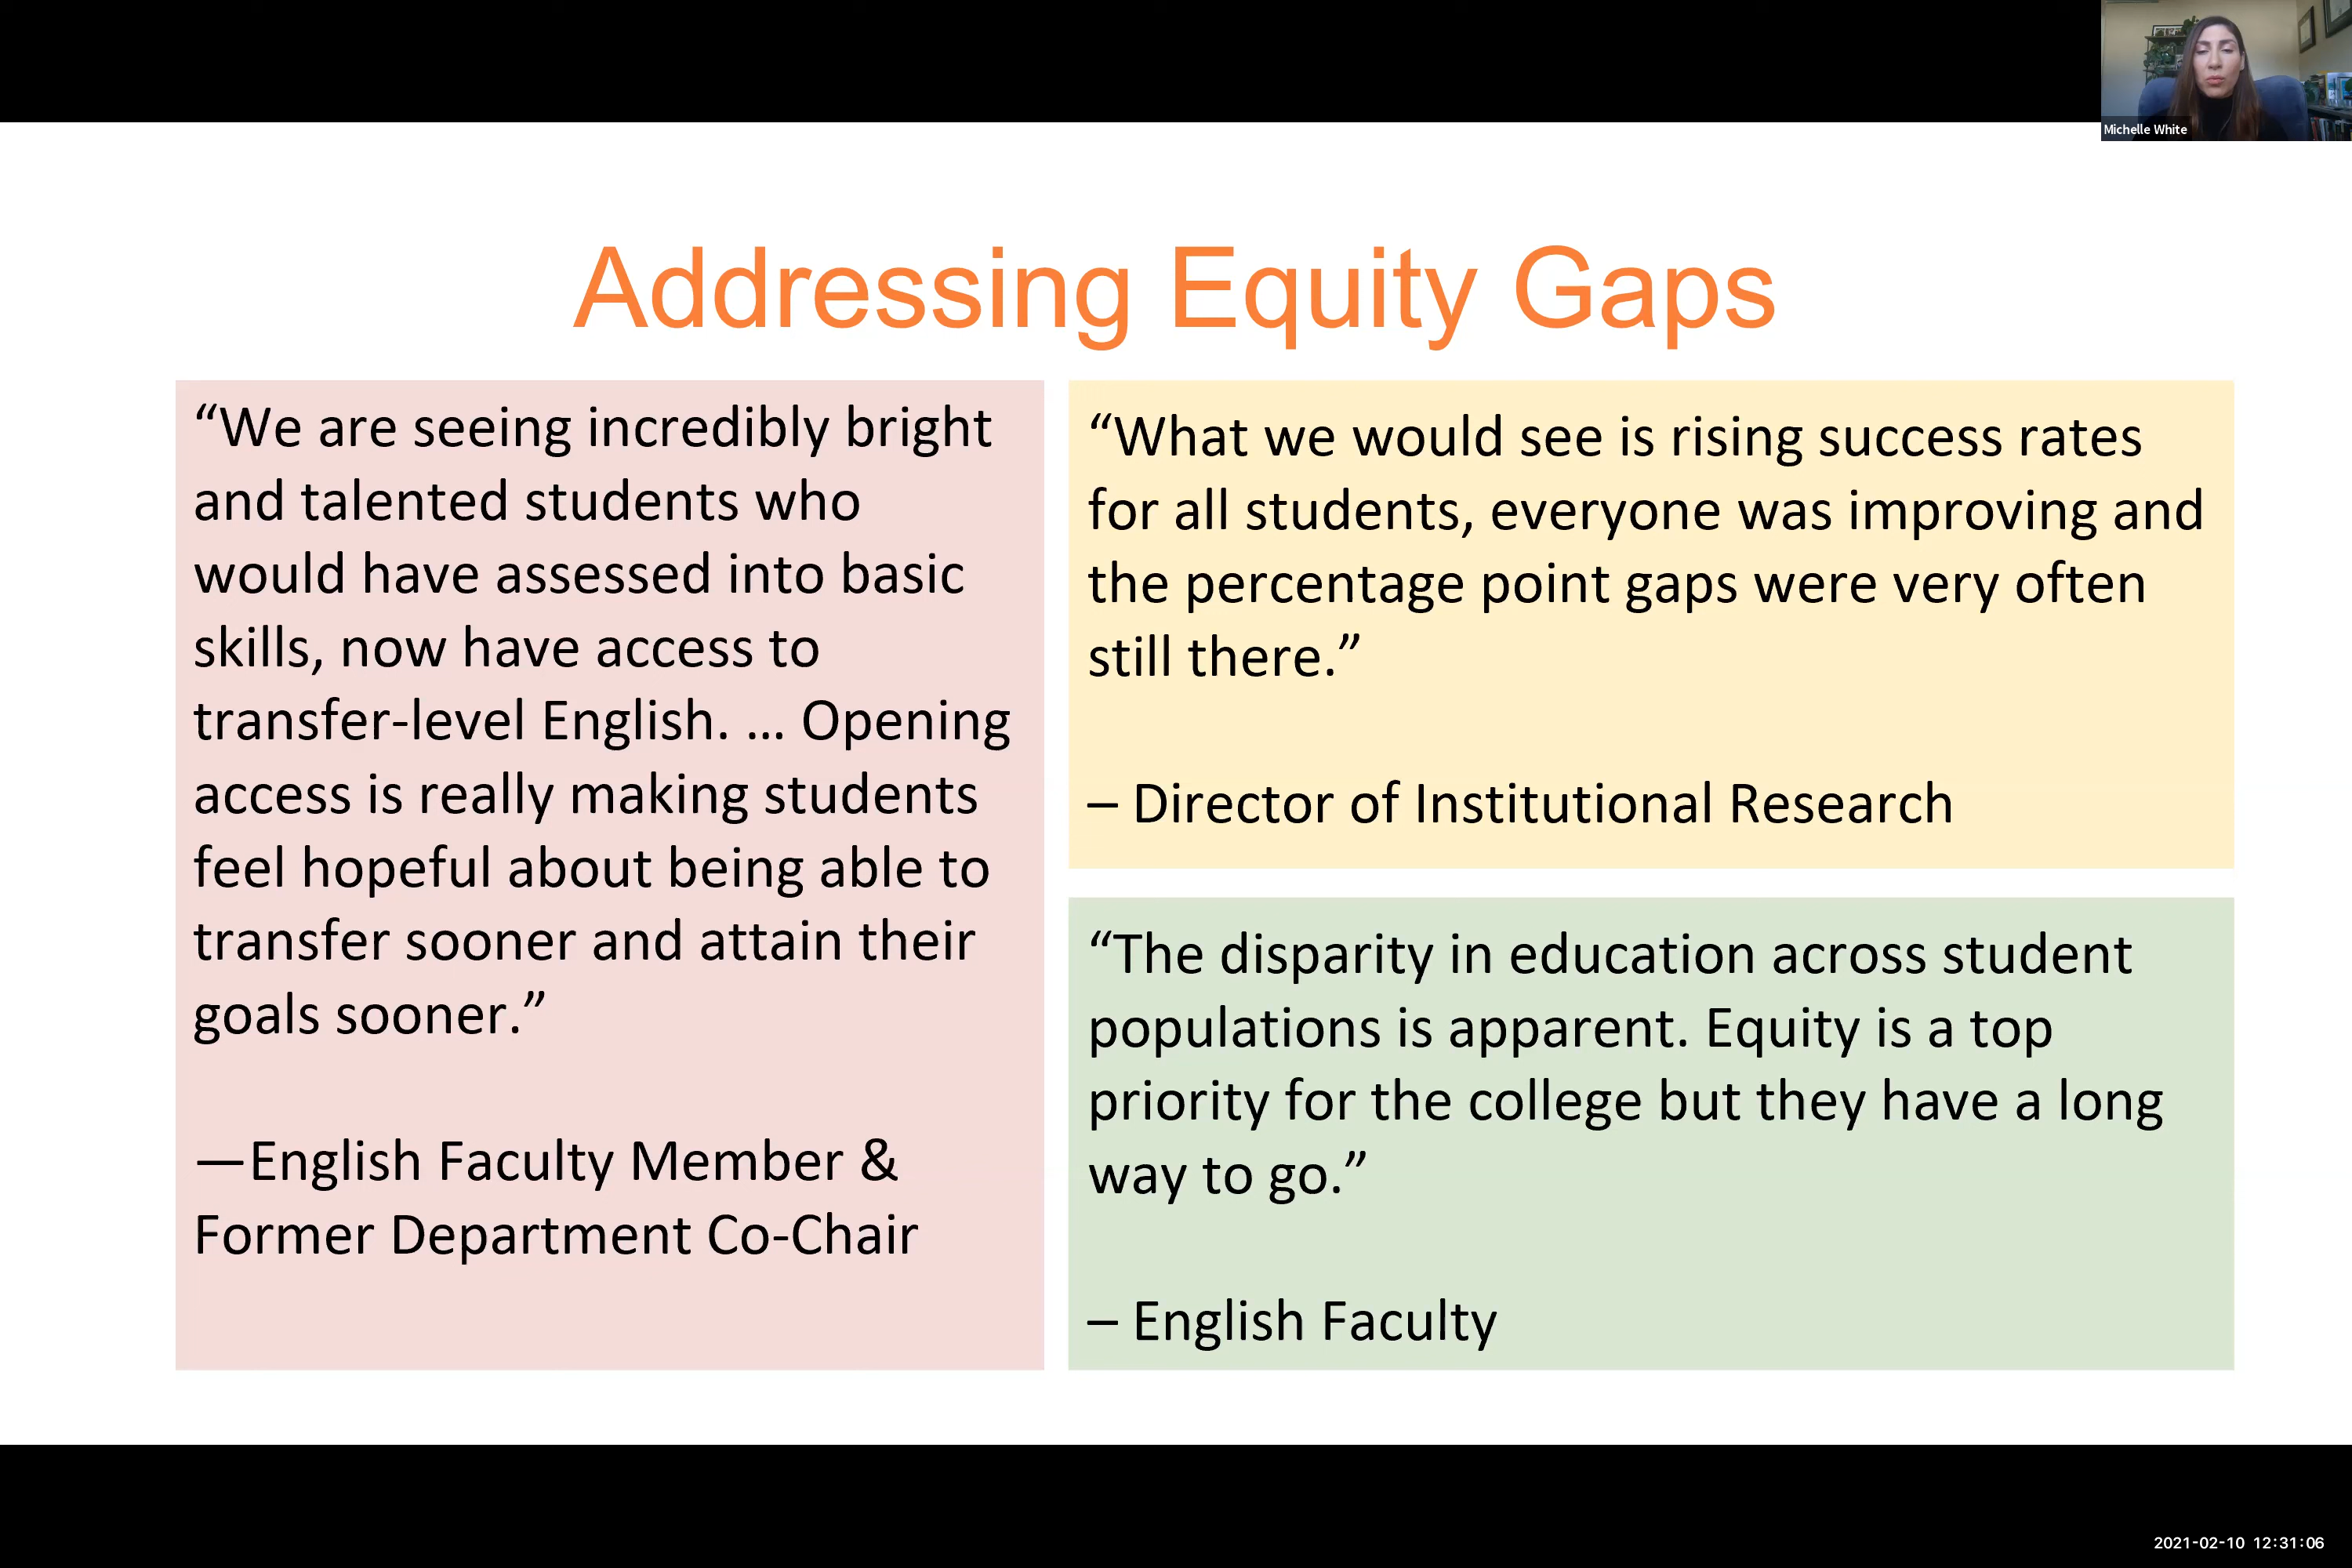 Michelle White
Addressing Equity Gaps
“We are seeing incredibly bright
and talented students who
would have assessed into basic
skills, now have access to
transfer-level English. ... Opening
access is really making students
feel hopeful about being able to
transfer sooner and attain their
goals sooner.”
—English Faculty Member &
Former Department Co-Chair
“What we would see is rising success rates
for all students, everyone was improving and
the percentage point gaps were very often
still there.”
– Director of Institutional Research
“The disparity in education across student
populations is apparent. Equity is a top
priority for the college but they have a long
way to go.”
– English Faculty
2021-02-10 12:31:06